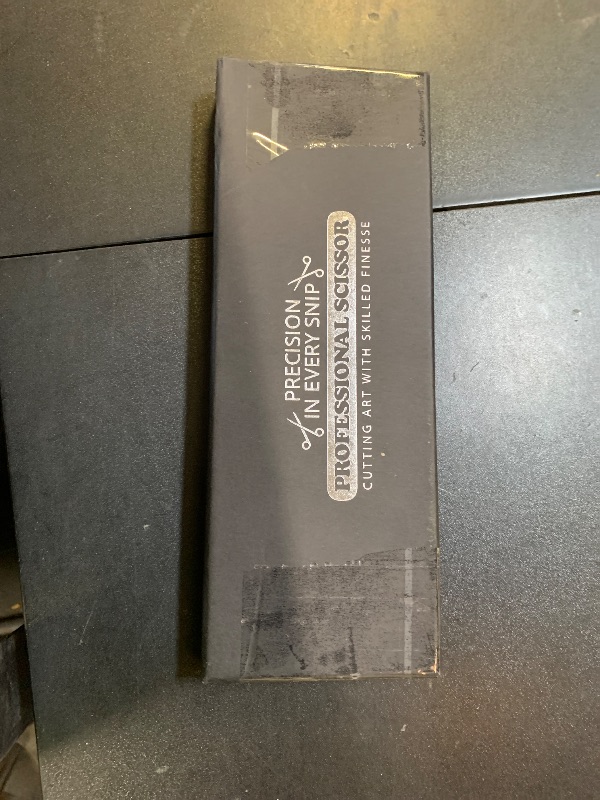 PRECISION
IN EVERY SNIP
PROFESSIONAL SCISSOR
CUTTING ART WITH SKILLED FINESSE